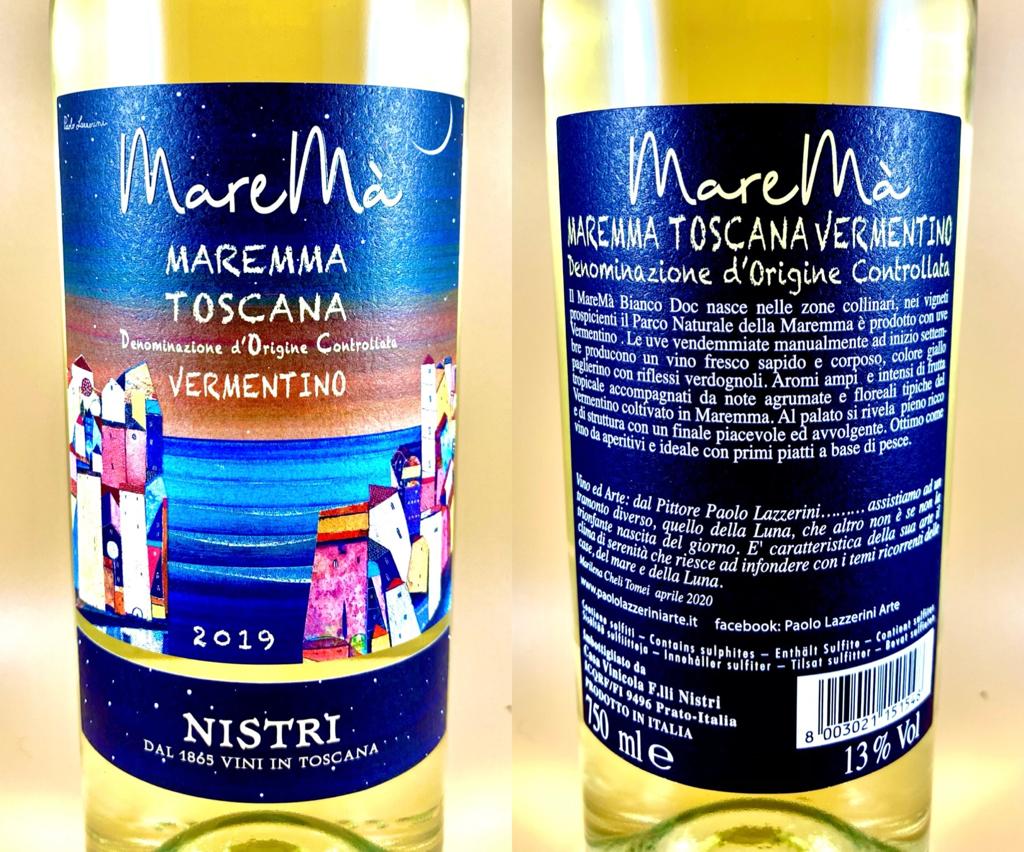 Paolo Lazzerini
MareMà
MAREMMA
TOSCANA
Denominazione d'Origine Controllata
VERMENTINO
2019
NISTRI
DAL 1865 VINI IN TOSCANA
MareMà
MAREMMA TOSCANA VERMENTINO
Denominazione d'Origine Controllata
Il MareMà Bianco Doc nasce nelle zone collinari, nei vigneti
prospicienti il Parco Naturale della Maremma è prodotto con uve
Vermentino . Le uve vendemmiate manualmente ad inizio settem-
bre producono un vino fresco sapido e corposo, colore giallo
paglierino con riflessi verdognoli. Aromi ampi e intensi di frutta
tropicale accompagnati da note agrumate e floreali tipiche del
Vermentino coltivato in Maremma. Al palato si rivela pieno ricco
e di struttura con un finale piacevole ed avvolgente. Ottimo come
vino da aperitivi e ideale con primi piatti a base di pesce.
Vino ed Arte: dal Pittore Paolo Lazzerini......... assistiamo ad un
tramonto diverso, quello della Luna, che altro non è se non la
trionfante nascita del giorno. E' caratteristica della sua arte il
clima di serenità che riesce ad infondere con i temi ricorrenti delle
case, del mare e della Luna.
Marilena Cheli Tomei aprile 2020
www.paololazzeriniarte.it facebook: Paolo Lazzerini Arte
Contiene solfiti – Contains sulphites – Enthält Sulfite – Contient sulfites
Innehåller sulfiter – Tilsat sulfitter – Bevat sulfieten
Imbottigliato da
Casa Vinicola F.lli Nistri
ICQRF/FI 9496 Prato-Italia
PRODOTTO IN ITALIA
750 ml e
8 003021 151548
13% Vol